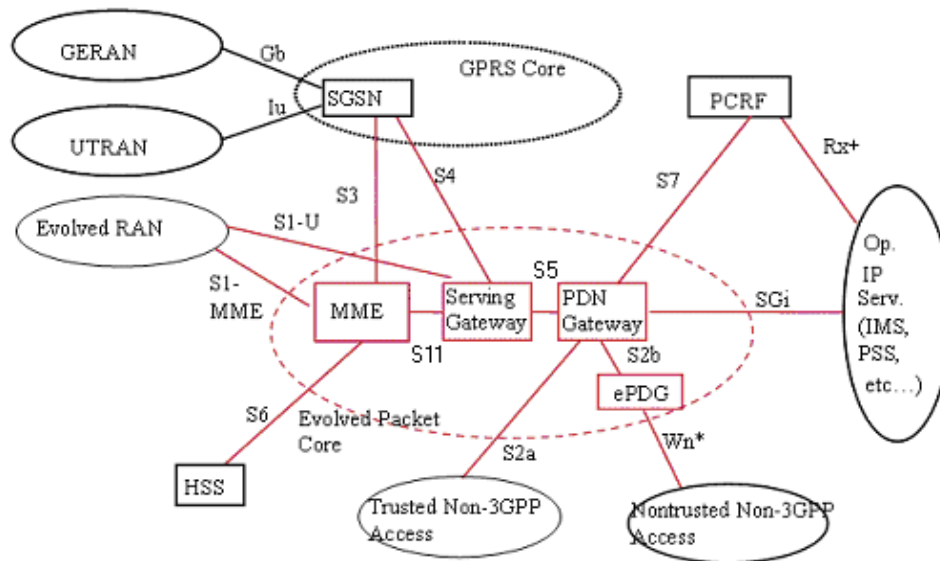 GERAN
Gb
GPRS Core
SGSN
PCRF
Iu
UTRAN
Rx+
S3
S4
S7
Evolved RAN
S1-U
Op.
IP
Serv.
(IMS,
PSS,
etc...)
S1-
MME
MME
Serving
Gateway
S5
PDN
Gateway
SGi
S11
S2b
ePDG
S6
Evolved Packet
Core
S2a
Wn*
HSS
Trusted Non-3GPP
Access
Nontrusted Non-3GPP
Access